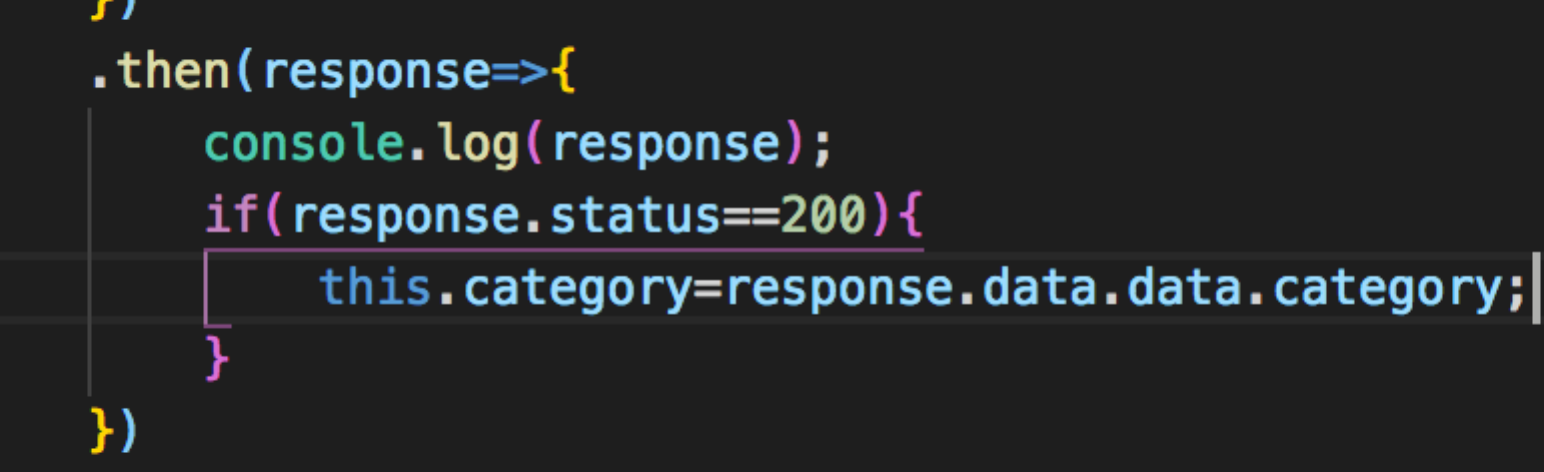 })
.then(response=>{
console.log(response);
if(response.status==200){
this.category=response.data.data.category;
}
})